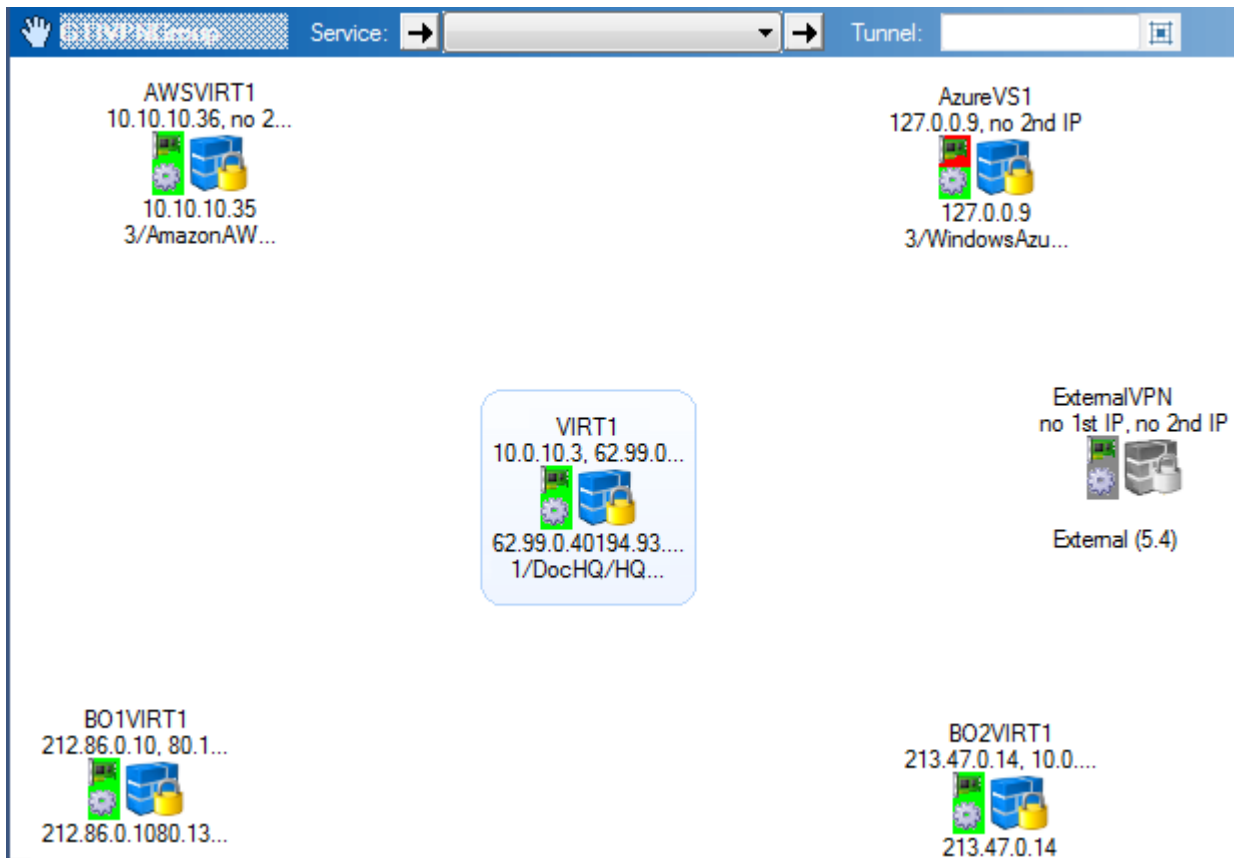 GTIVPNGroup Service: Tunnel:
AWSVIRT1
10.10.10.36, no 2...
10.10.10.35
3/AmazonAW...
AzureVS1
127.0.0.9, no 2nd IP
127.0.0.9
3/WindowsAzu...
VIRT1
10.0.10.3, 62.99.0...
62.99.0.40194.93....
1/DocHQ/HQ...
ExternalVPN
no 1st IP, no 2nd IP
External (5.4)
BO1VIRT1
212.86.0.10, 80.1...
212.86.0.1080.13...
BO2VIRT1
213.47.0.14, 10.0....
213.47.0.14